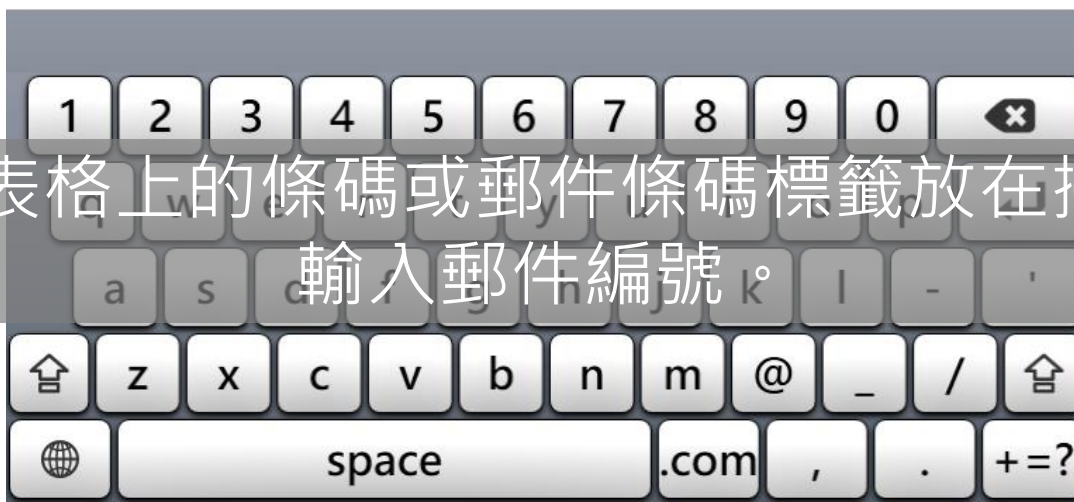 1 2 3 4 5 6 7 8 9 0
表格上的條碼或郵件條碼標籤放在
q w e r t y u i o p
輸入郵件編號。
a s d f g h j k l - '
z x c v b n m @ _ /
space .com , . +=?